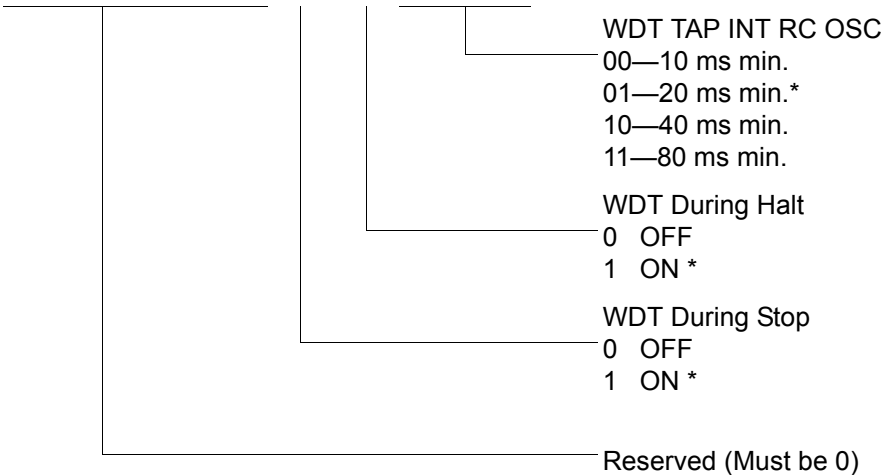 WDT TAP INT RC OSC
00—10 ms min.
01—20 ms min.*
10—40 ms min.
11—80 ms min.
WDT During Halt
0 OFF
1 ON *
WDT During Stop
0 OFF
1 ON *
Reserved (Must be 0)